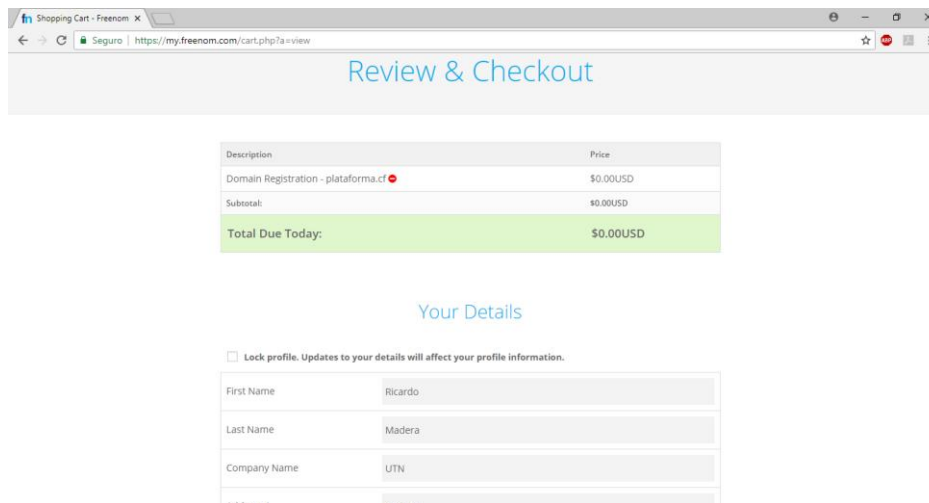 fn Shopping Cart - Freenom
Seguro | https://my.freenom.com/cart.php?a=view
ABP
Review & Checkout
Description Price
Domain Registration - plataforma.cf $0.00USD
Subtotal: $0.00USD
Total Due Today: $0.00USD
Your Details
Lock profile. Updates to your details will affect your profile information.
First Name Ricardo
Last Name Madera
Company Name UTN